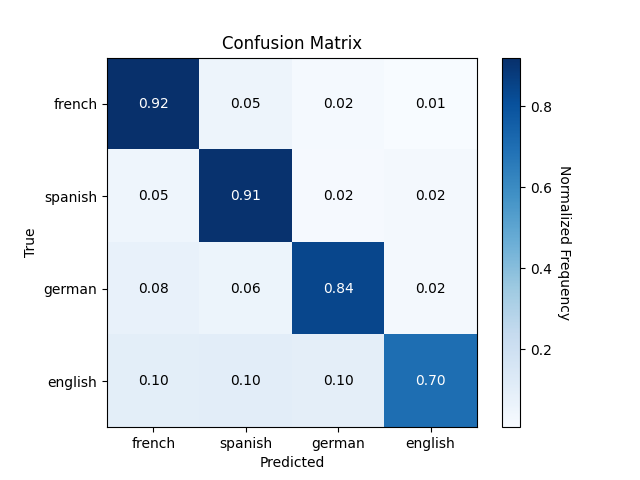 Confusion Matrix
french 0.92 0.05 0.02 0.01
spanish 0.05 0.91 0.02 0.02
german 0.08 0.06 0.84 0.02
english 0.10 0.10 0.10 0.70
french spanish german english
Predicted
True
0.8
0.6
0.4
0.2
Normalized Frequency